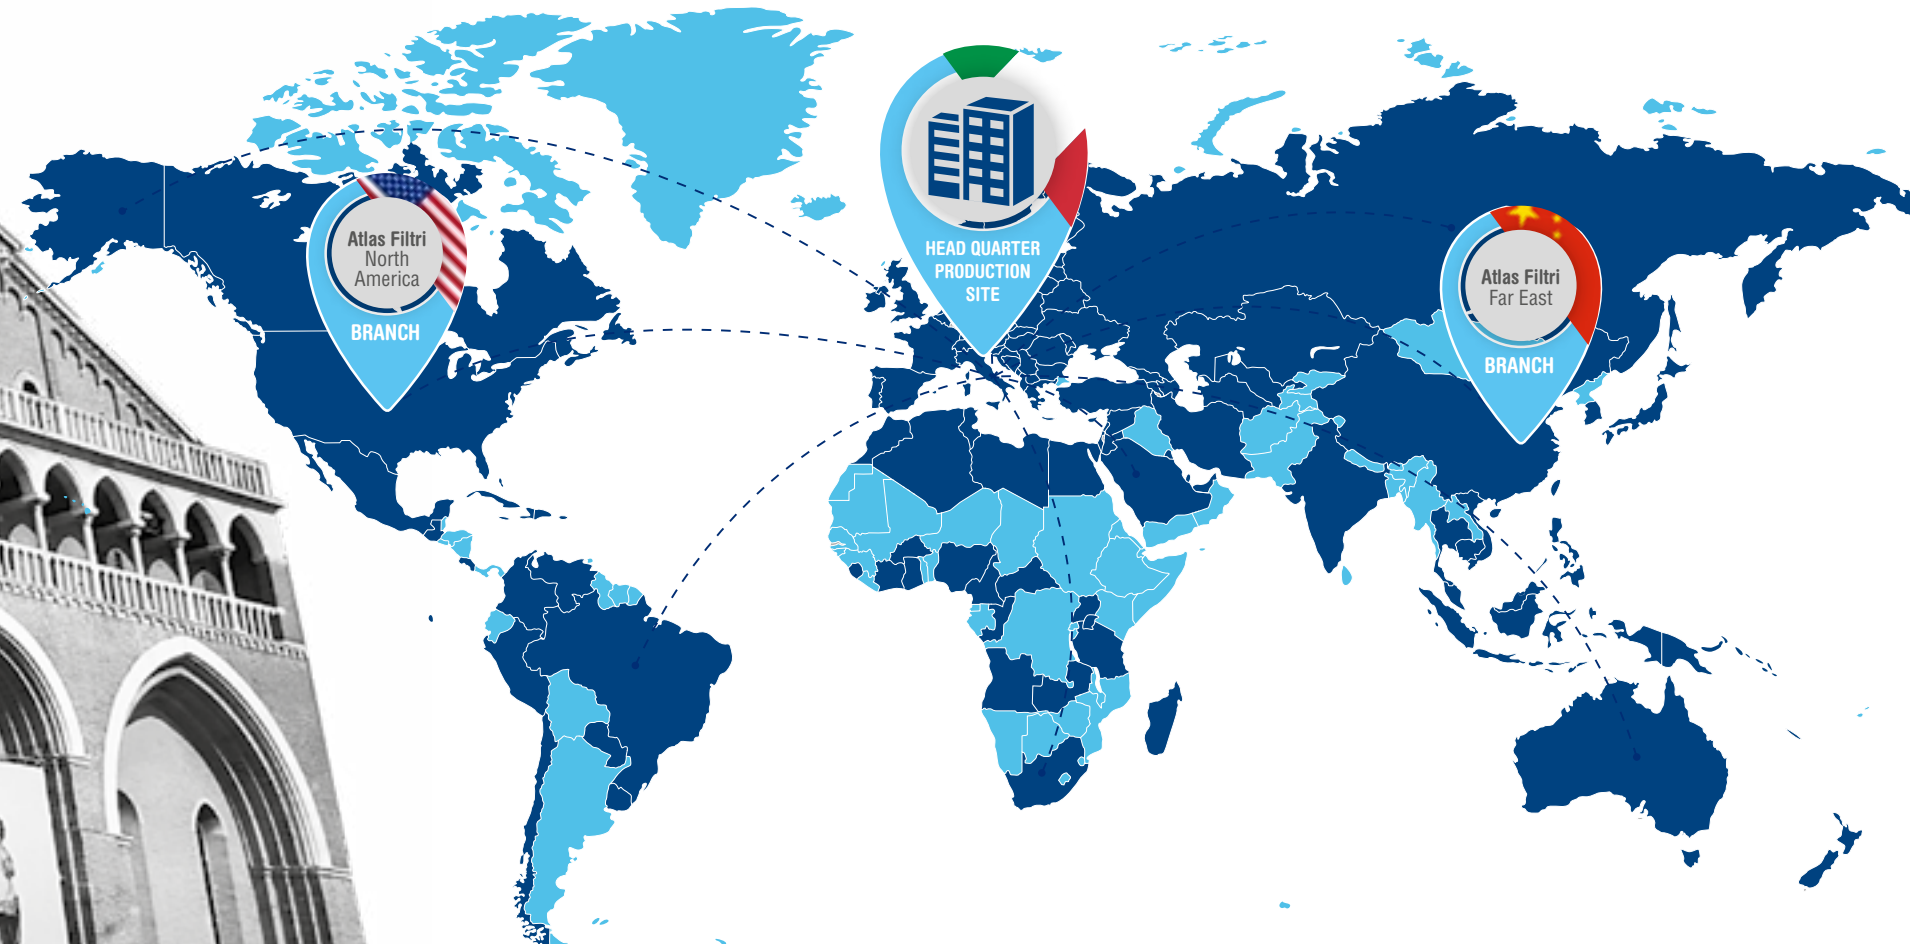 Atlas Filtri
North
America
BRANCH
HEAD QUARTER
PRODUCTION
SITE
Atlas Filtri
Far East
BRANCH